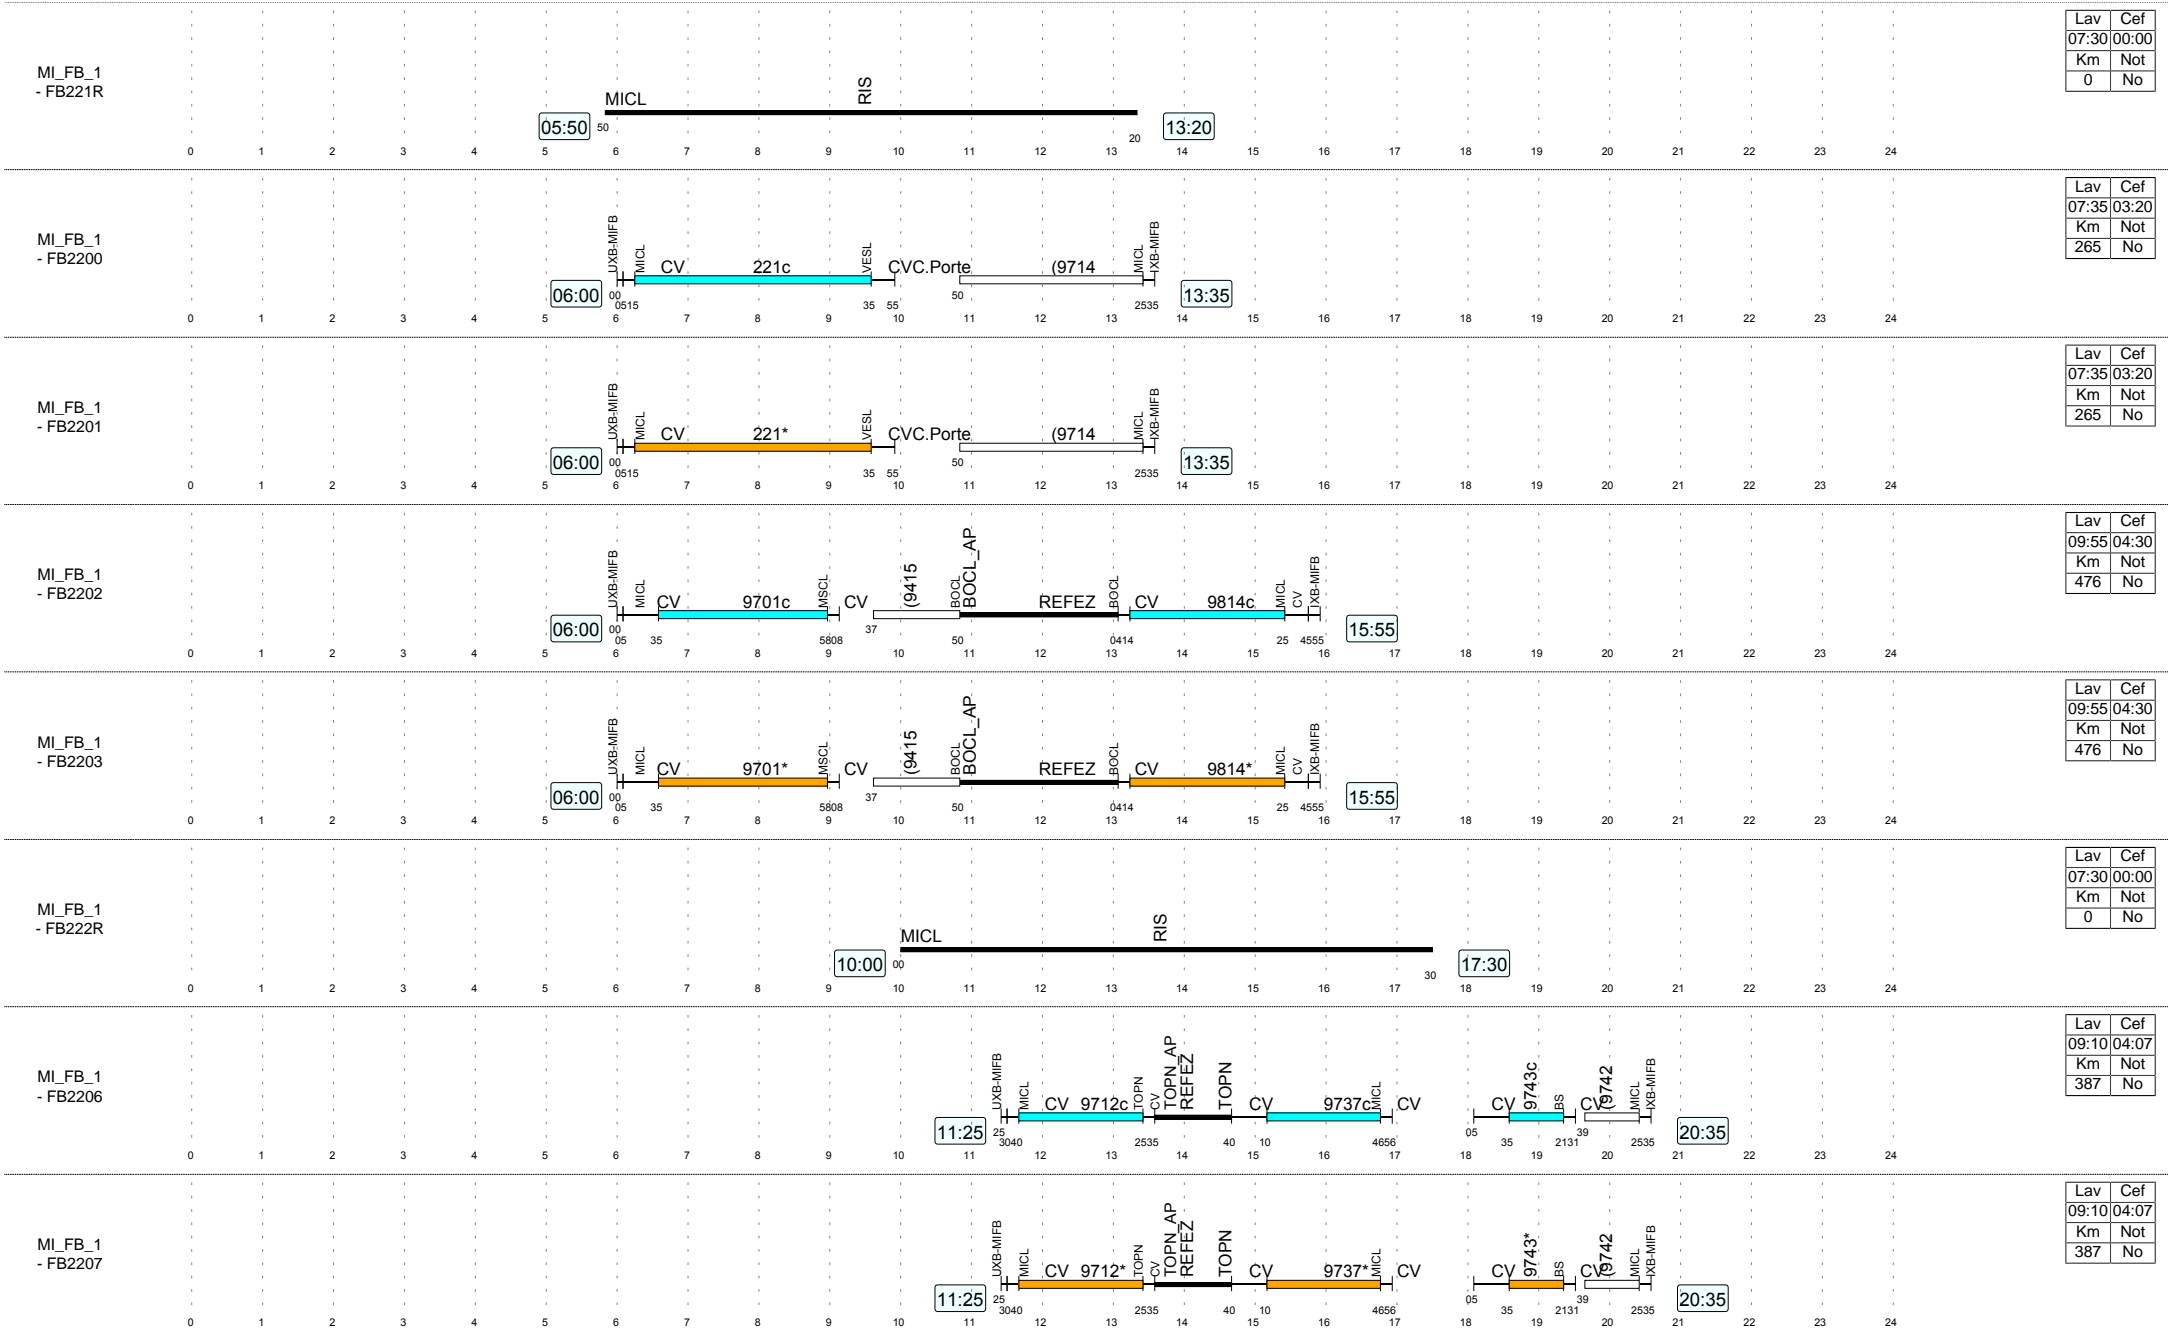 Lav Cef
07:30 00:00
Km Not
0 No
MI_FB_1
- FB221R
MICL RIS
05:50 50 20 13:20
0 1 2 3 4 5 6 7 8 9 10 11 12 13 14 15 16 17 18 19 20 21 22 23 24
Lav Cef
07:35 03:20
Km Not
265 No
MI_FB_1
- FB2200
UXB-MIFB MICL CV 221c VESL CVC.Porte (9714 MICL IXB-MIFB
06:00 00 0515 35 55 50 2535 13:35
0 1 2 3 4 5 6 7 8 9 10 11 12 13 14 15 16 17 18 19 20 21 22 23 24
Lav Cef
07:35 03:20
Km Not
265 No
MI_FB_1
- FB2201
UXB-MIFB MICL CV 221* VESL CVC.Porte (9714 MICL IXB-MIFB
06:00 00 0515 35 55 50 2535 13:35
0 1 2 3 4 5 6 7 8 9 10 11 12 13 14 15 16 17 18 19 20 21 22 23 24
Lav Cef
09:55 04:30
Km Not
476 No
MI_FB_1
- FB2202
UXB-MIFB MICL CV 9701c MSCL CV (9415 BOCL BOCL_AP REFEZ BOCL CV 9814c MICL CV IXB-MIFB
06:00 00 05 35 5808 37 50 0414 25 4555 15:55
0 1 2 3 4 5 6 7 8 9 10 11 12 13 14 15 16 17 18 19 20 21 22 23 24
Lav Cef
09:55 04:30
Km Not
476 No
MI_FB_1
- FB2203
UXB-MIFB MICL CV 9701* MSCL CV (9415 BOCL BOCL_AP REFEZ BOCL CV 9814* MICL CV IXB-MIFB
06:00 00 05 35 5808 37 50 0414 25 4555 15:55
0 1 2 3 4 5 6 7 8 9 10 11 12 13 14 15 16 17 18 19 20 21 22 23 24
Lav Cef
07:30 00:00
Km Not
0 No
MI_FB_1
- FB222R
MICL RIS
10:00 00 30 17:30
0 1 2 3 4 5 6 7 8 9 10 11 12 13 14 15 16 17 18 19 20 21 22 23 24
Lav Cef
09:10 04:07
Km Not
387 No
MI_FB_1
- FB2206
UXB-MIFB MICL CV 9712c TOPN CV TOPN_AP REFEZ TOPN CV 9737c MICL CV CV 9743c BS CV (9742 MICL IXB-MIFB
11:25 25 3040 2535 40 10 4656 05 35 2131 39 2535 20:35
0 1 2 3 4 5 6 7 8 9 10 11 12 13 14 15 16 17 18 19 20 21 22 23 24
Lav Cef
09:10 04:07
Km Not
387 No
MI_FB_1
- FB2207
UXB-MIFB MICL CV 9712* TOPN CV TOPN_AP REFEZ TOPN CV 9737* MICL CV CV 9743* BS CV (9742 MICL IXB-MIFB
11:25 25 3040 2535 40 10 4656 05 35 2131 39 2535 20:35
0 1 2 3 4 5 6 7 8 9 10 11 12 13 14 15 16 17 18 19 20 21 22 23 24